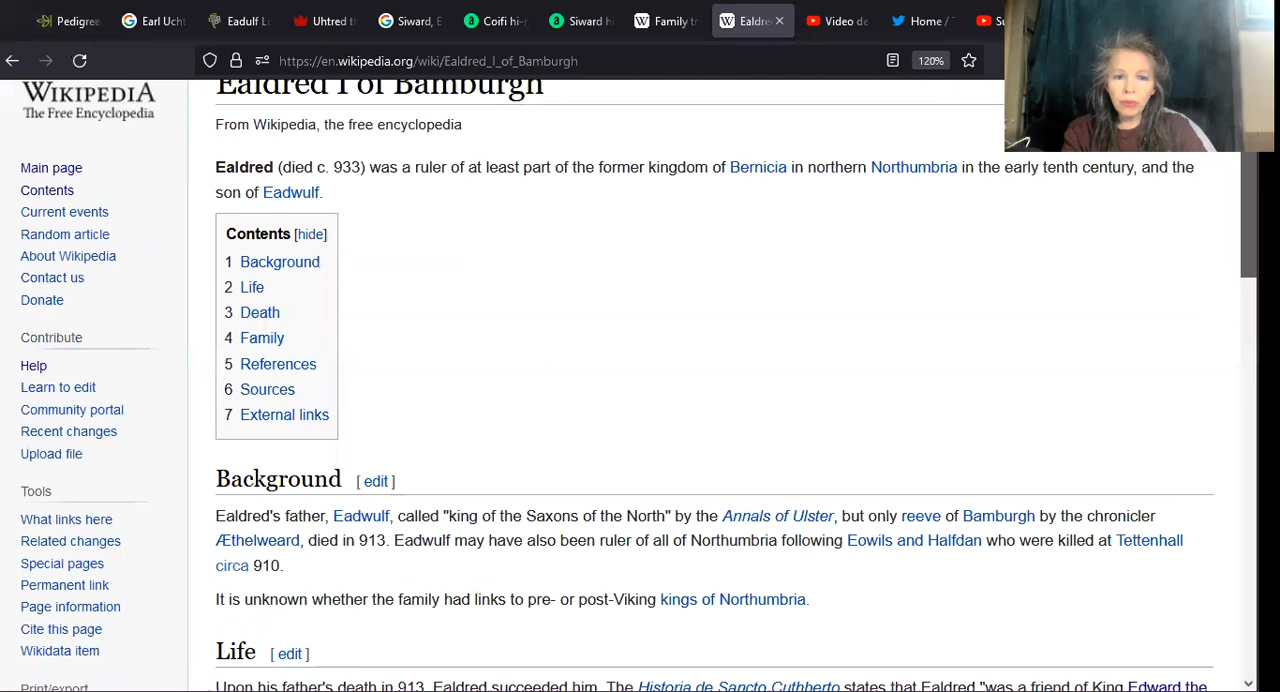 Pedigree
Earl Ucht
Eadulf Lo
Uhtred th
Siward, E
Coifi hi-
Siward hi
Family tr
Ealdre
Video de
Home / T
Su
https://en.wikipedia.org/wiki/Ealdred_I_of_Bamburgh
120%
WIKIPEDIA
The Free Encyclopedia
Main page
Contents
Current events
Random article
About Wikipedia
Contact us
Donate
Contribute
Help
Learn to edit
Community portal
Recent changes
Upload file
Tools
What links here
Related changes
Special pages
Permanent link
Page information
Cite this page
Wikidata item
Print/export
Ealdred I of Bamburgh
From Wikipedia, the free encyclopedia
Ealdred (died c. 933) was a ruler of at least part of the former kingdom of Bernicia in northern Northumbria in the early tenth century, and the
son of Eadwulf.
Contents [hide]
1 Background
2 Life
3 Death
4 Family
5 References
6 Sources
7 External links
Background [ edit ]
Ealdred's father, Eadwulf, called "king of the Saxons of the North" by the Annals of Ulster, but only reeve of Bamburgh by the chronicler
Æthelweard, died in 913. Eadwulf may have also been ruler of all of Northumbria following Eowils and Halfdan who were killed at Tettenhall
circa 910.
It is unknown whether the family had links to pre- or post-Viking kings of Northumbria.
Life [ edit ]
Upon his father's death in 913, Ealdred succeeded him. The Historia de Sancto Cuthberto states that Ealdred "was a friend of King Edward the